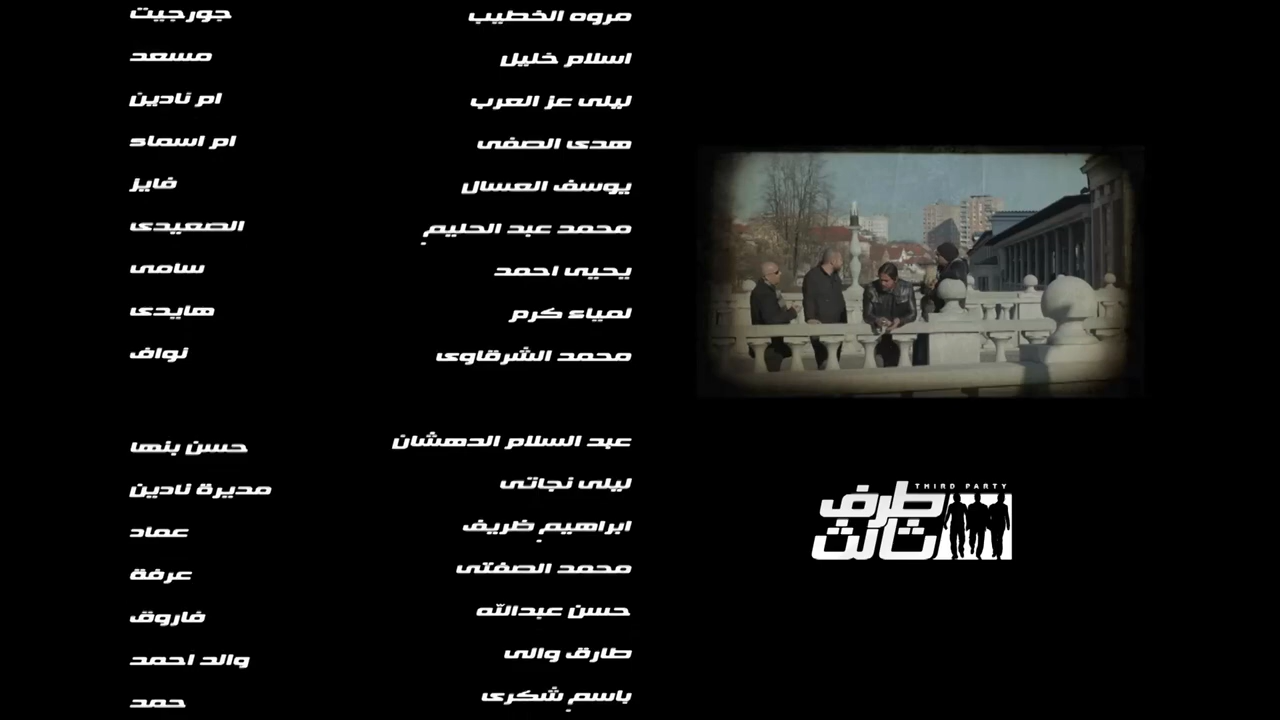 مروه الخطيب جورجيت
اسلام خليل مسعد
ليلى عز العرب ام نادين
هدى الصفى ام اسماء
يوسف العسال فايز
محمد عبد الحليم الصعيدى
يحيى احمد سامى
لمياء كرم هايدى
محمد الشرقاوى نواف
عبد السلام الدهشان حسن بنها
ليلى نجاتى مديرة نادين
ابراهيم ظريف عماد
محمد الصفتى عرفة
حسن عبدالله فاروق
طارق والى والد احمد
باسم شكرى حمد
THIRD PARTY
طرف
ثالث